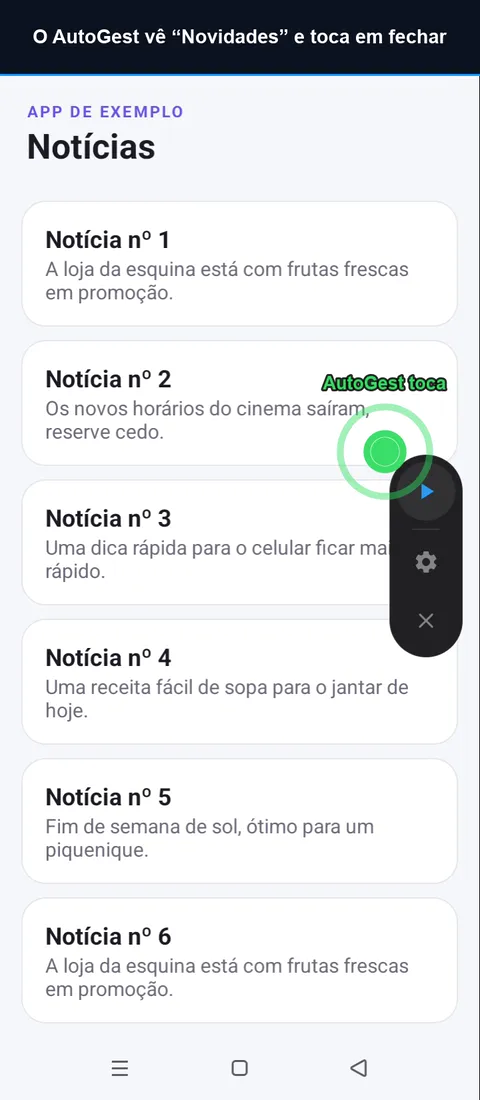 O AutoGest vê “Novidades” e toca em fechar
APP DE EXEMPLO
Notícias
Notícia nº 1
A loja da esquina está com frutas frescas
em promoção.
Notícia nº 2
AutoGest toca
Os novos horários do cinema saíram,
reserve cedo.
Notícia nº 3
Uma dica rápida para o celular ficar mai
rápido.
Notícia nº 4
Uma receita fácil de sopa para o jantar de
hoje.
Notícia nº 5
Fim de semana de sol, ótimo para um
piquenique.
Notícia nº 6
A loja da esquina está com frutas frescas
em promoção.